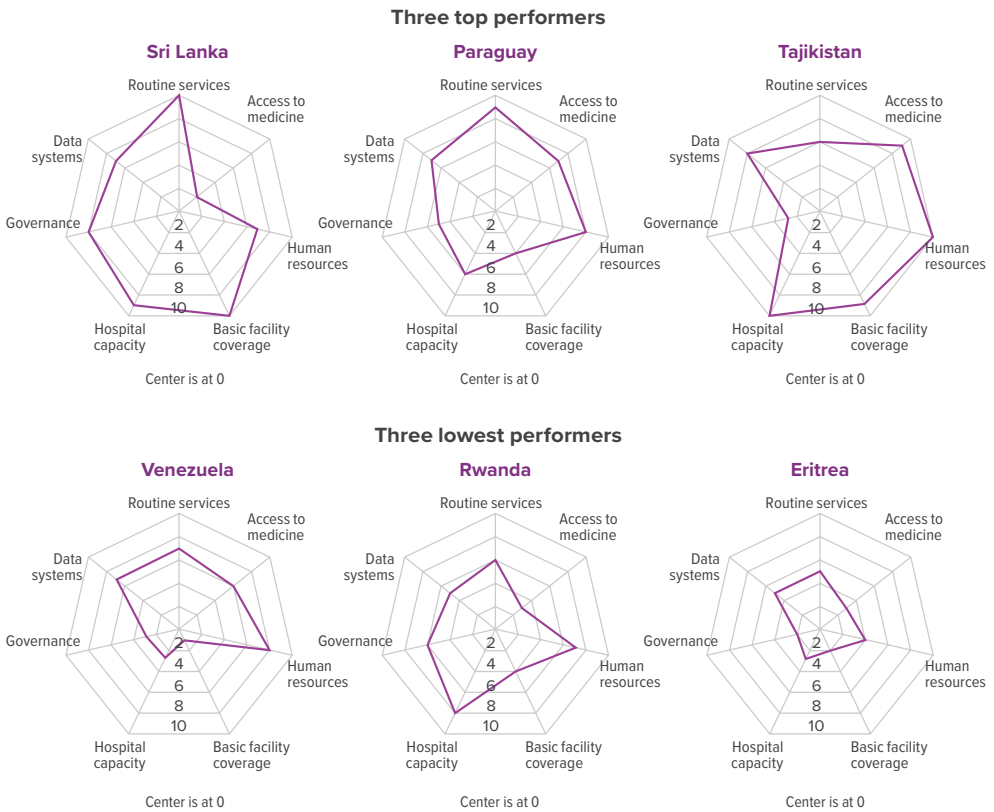 Three top performers
Sri Lanka
Routine services
Access to
medicine
Data
systems
Governance
Human
resources
Hospital
capacity
Basic facility
coverage
2
4
6
8
10
Center is at 0
Paraguay
Routine services
Access to
medicine
Data
systems
Governance
Human
resources
Hospital
capacity
Basic facility
coverage
2
4
6
8
10
Center is at 0
Tajikistan
Routine services
Access to
medicine
Data
systems
Governance
Human
resources
Hospital
capacity
Basic facility
coverage
2
4
6
8
10
Center is at 0
Three lowest performers
Venezuela
Routine services
Access to
medicine
Data
systems
Governance
Human
resources
Hospital
capacity
Basic facility
coverage
2
4
6
8
10
Center is at 0
Rwanda
Routine services
Access to
medicine
Data
systems
Governance
Human
resources
Hospital
capacity
Basic facility
coverage
2
4
6
8
10
Center is at 0
Eritrea
Routine services
Access to
medicine
Data
systems
Governance
Human
resources
Hospital
capacity
Basic facility
coverage
2
4
6
8
10
Center is at 0